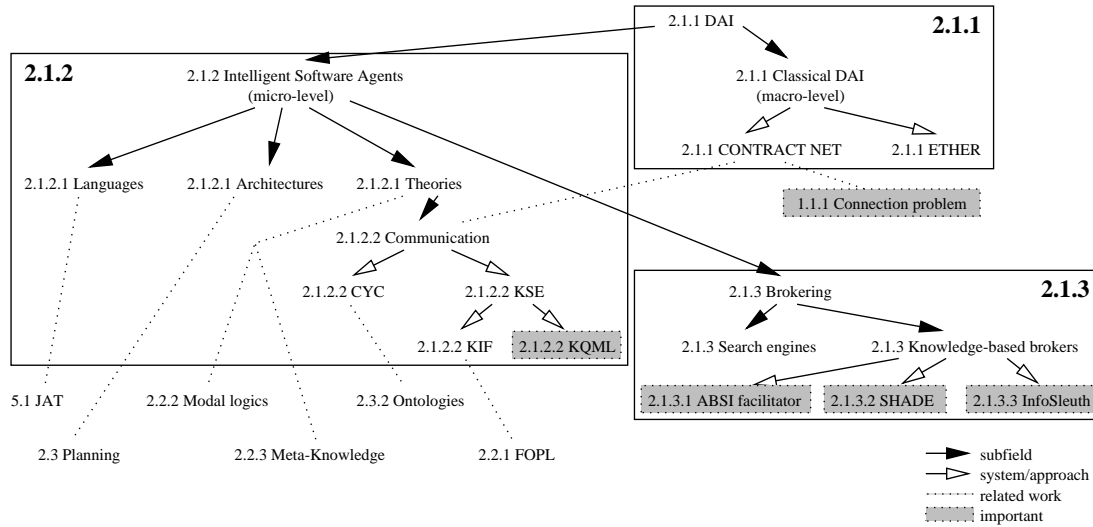 2.1.1 DAI
2.1.1
2.1.2
2.1.2 Intelligent Software Agents
(micro-level)
2.1.1 Classical DAI
(macro-level)
2.1.1 CONTRACT NET
2.1.1 ETHER
2.1.2.1 Languages
2.1.2.1 Architectures
2.1.2.1 Theories
1.1.1 Connection problem
2.1.2.2 Communication
2.1.2.2 CYC
2.1.2.2 KSE
2.1.3 Brokering
2.1.3
2.1.2.2 KIF
2.1.2.2 KQML
2.1.3 Search engines
2.1.3 Knowledge-based brokers
5.1 JAT
2.2.2 Modal logics
2.3.2 Ontologies
2.1.3.1 ABSI facilitator
2.1.3.2 SHADE
2.1.3.3 InfoSleuth
2.3 Planning
2.2.3 Meta-Knowledge
2.2.1 FOPL
subfield
system/approach
related work
important